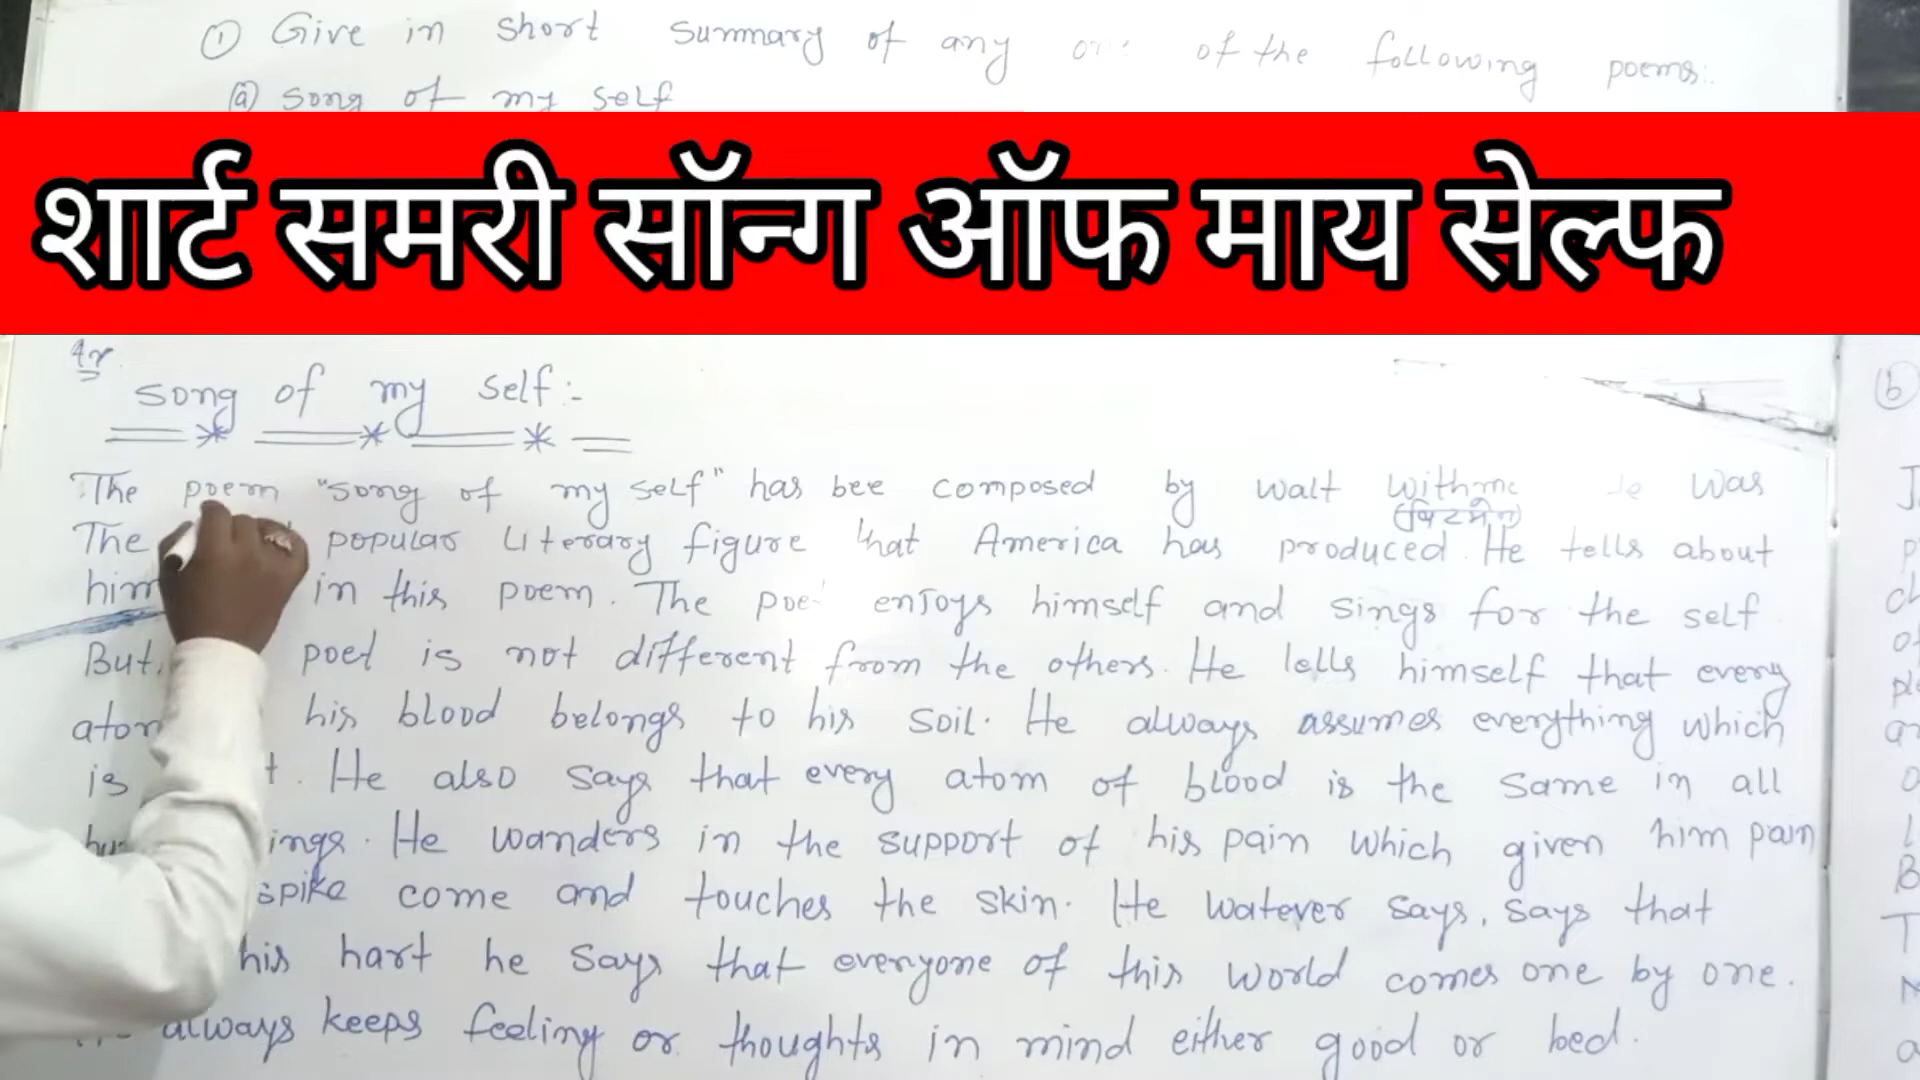 ① Give in short summary of any of the following poems:
(a) song of my self
शार्ट समरी सॉन्ग ऑफ माय सेल्फ
song of my self:-
The poem "song of my self" has bee composed by walt was
(विटमेन)
The popular Literary figure that America has produced. He tells about
in this poem. The enjoys himself and sings for the self
But. poet is not different from the others. He lells himself that every
his blood belongs to his soil. He always assumes everything which
is He also says that every atom of blood is the same in all
He wanders in the support of his pain which given him pain
spike come and touches the skin. He watever says, says that
his hart he says that everyone of this world comes one by one.
always keeps feeling or thoughts in mind either good or bed.
(b)